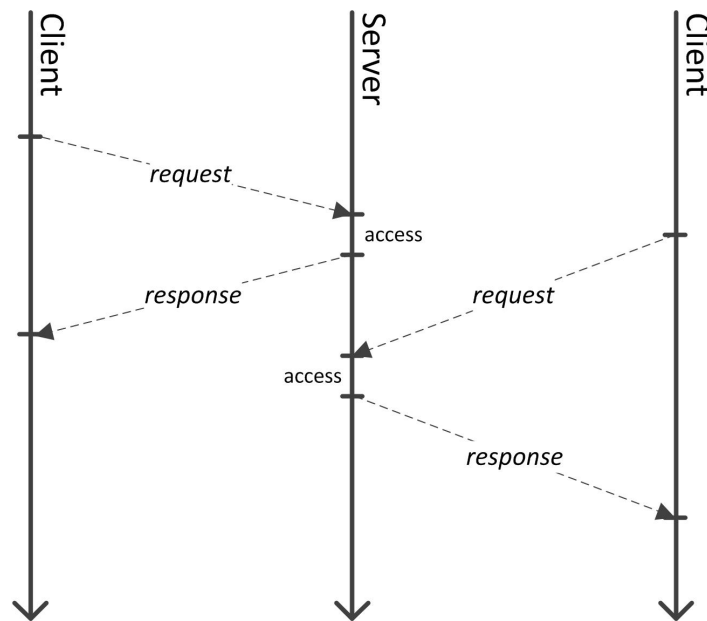 Client
Server
Client
request
access
response
request
access
response